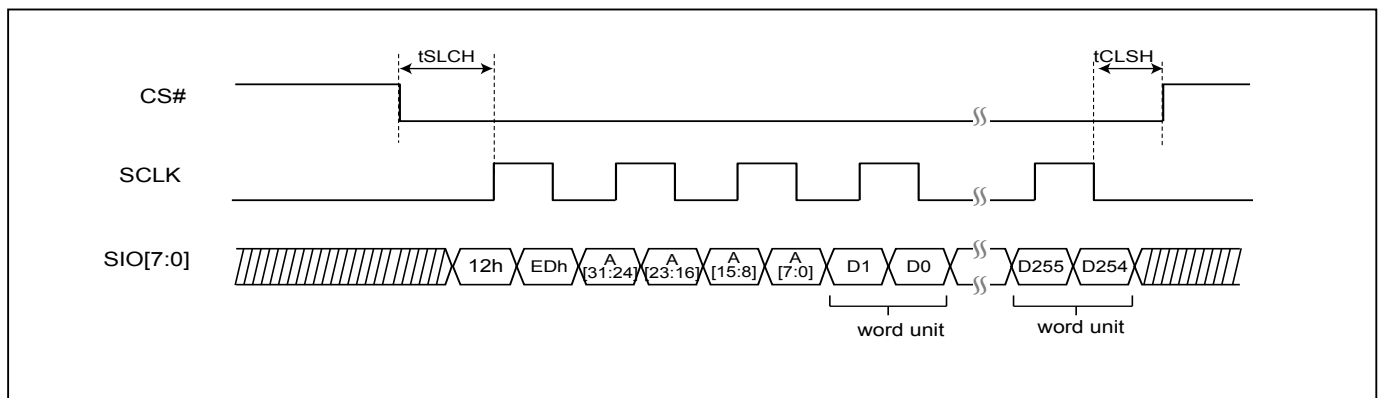 tSLCH
tCLSH
CS#
SCLK
SIO[7:0]
12h
EDh
A
[31:24]
A
[23:16]
A
[15:8]
A
[7:0]
D1
D0
D255
D254
word unit
word unit